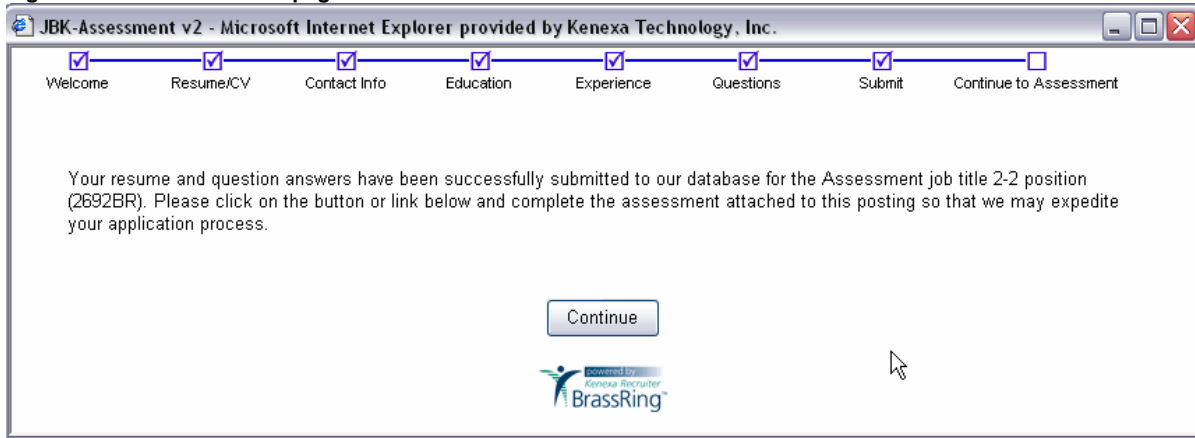 JBK-Assessment v2 - Microsoft Internet Explorer provided by Kenexa Technology, Inc.
Welcome Resume/CV Contact Info Education Experience Questions Submit Continue to Assessment
Your resume and question answers have been successfully submitted to our database for the Assessment job title 2-2 position
(2692BR). Please click on the button or link below and complete the assessment attached to this posting so that we may expedite
your application process.
Continue
powered by
Kenexa Recruiter
BrassRing